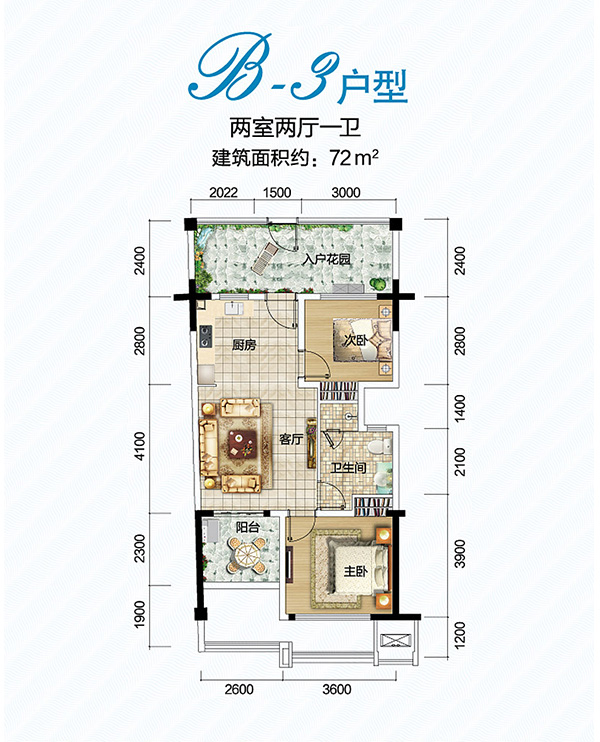 B-3户型
两室两厅一卫
建筑面积约：72m²
2022 1500 3000
2400 2400
入户花园
2800 2800
厨房 次卧
1400
4100 客厅
卫生间 2100
2300 阳台
主卧 3900
1900
1200
2600 3600